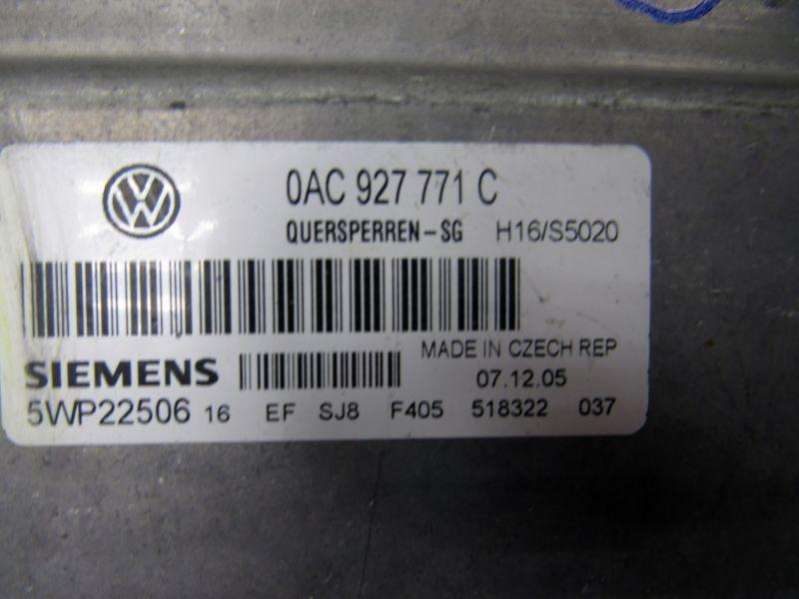 0AC 927 771 C
QUERSPERREN-SG H16/S5020
MADE IN CZECH REP
SIEMENS 07.12.05
5WP22506 16 EF SJ8 F405 518322 037